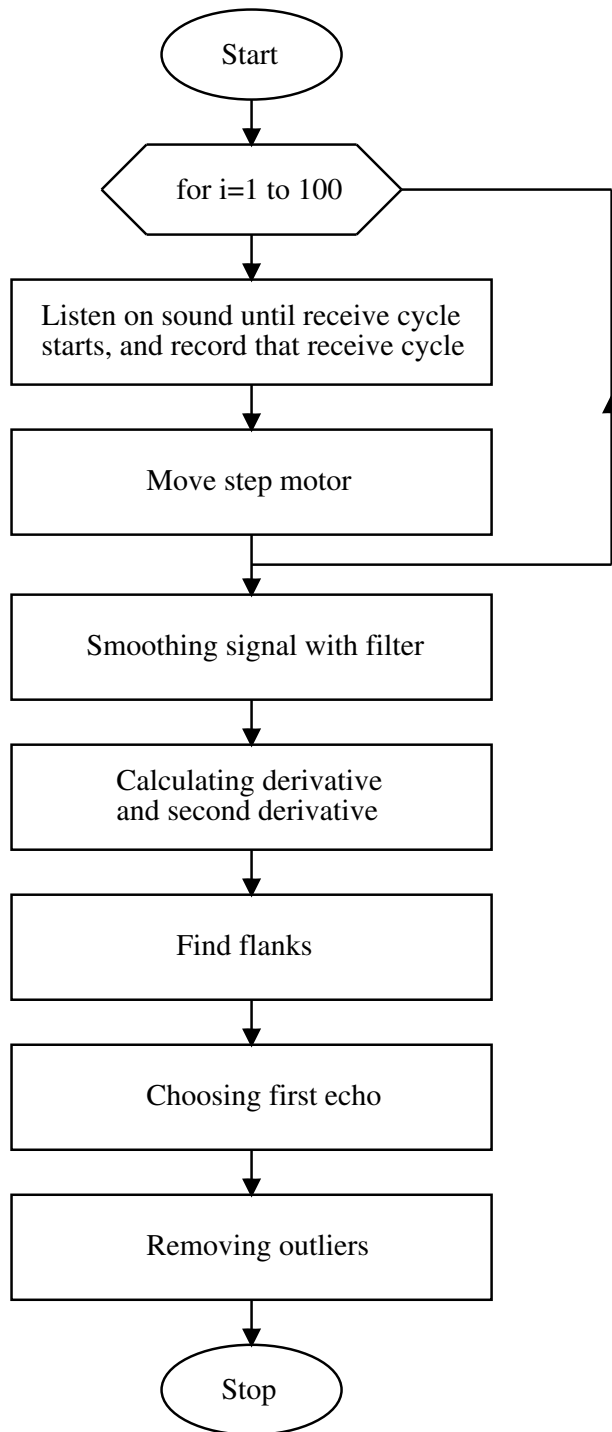 Start
for i=1 to 100
Listen on sound until receive cycle
starts, and record that receive cycle
Move step motor
Smoothing signal with filter
Calculating derivative
and second derivative
Find flanks
Choosing first echo
Removing outliers
Stop